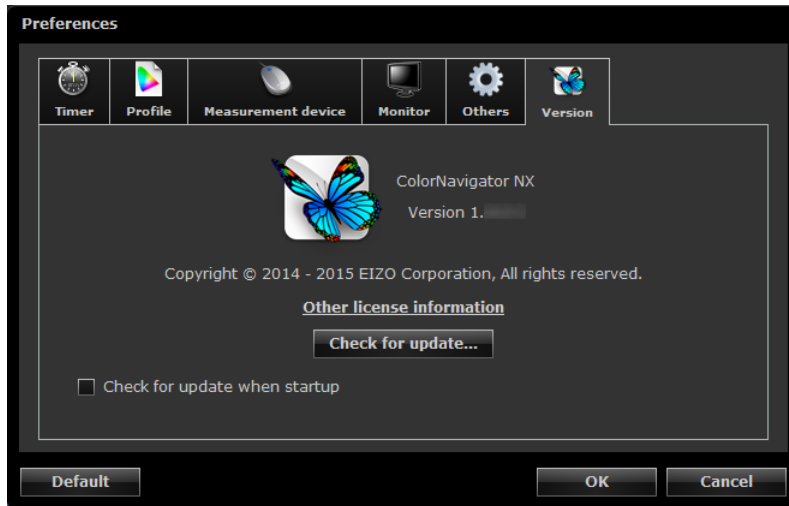 Preferences
Timer Profile Measurement device Monitor Others Version
ColorNavigator NX
Version 1.
Copyright © 2014 - 2015 EIZO Corporation, All rights reserved.
Other license information
Check for update...
Check for update when startup
Default OK Cancel